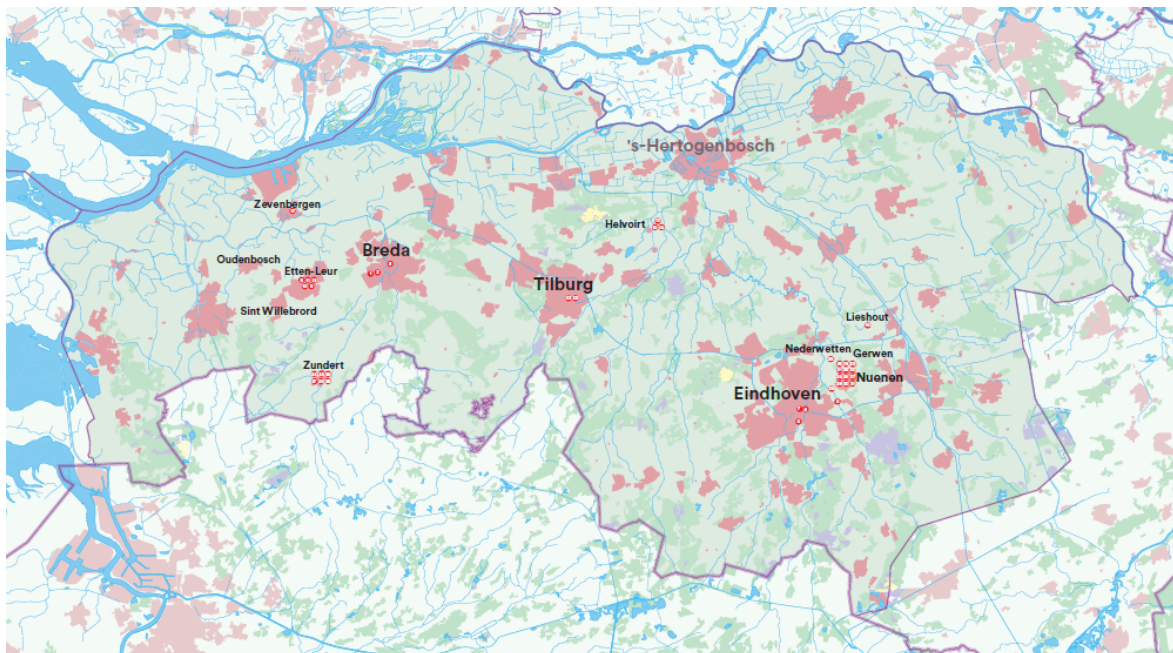 's-Hertogenbosch
Zevenbergen
Helvoirt
Breda
Oudenbosch
Etten-Leur
Tilburg
Sint Willebrord
Lieshout
Nederwetten
Gerwen
Zundert
Nuenen
Eindhoven